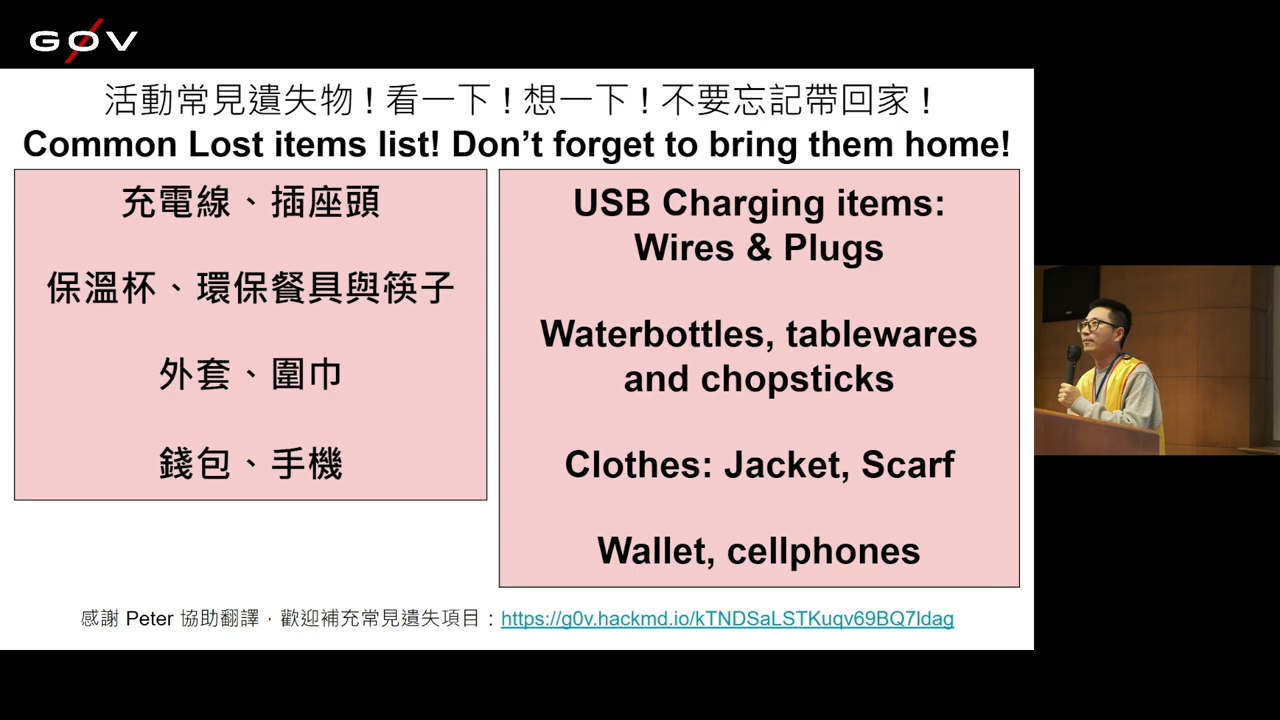 G0V
活動常見遺失物！看一下！想一下！不要忘記帶回家！
Common Lost items list! Don’t forget to bring them home!
充電線、插座頭
保溫杯、環保餐具與筷子
外套、圍巾
錢包、手機
USB Charging items:
Wires & Plugs
Waterbottles, tablewares
and chopsticks
Clothes: Jacket, Scarf
Wallet, cellphones
感謝 Peter 協助翻譯，歡迎補充常見遺失項目：https://g0v.hackmd.io/kTNDSaLSTKuqv69BQ7Idag